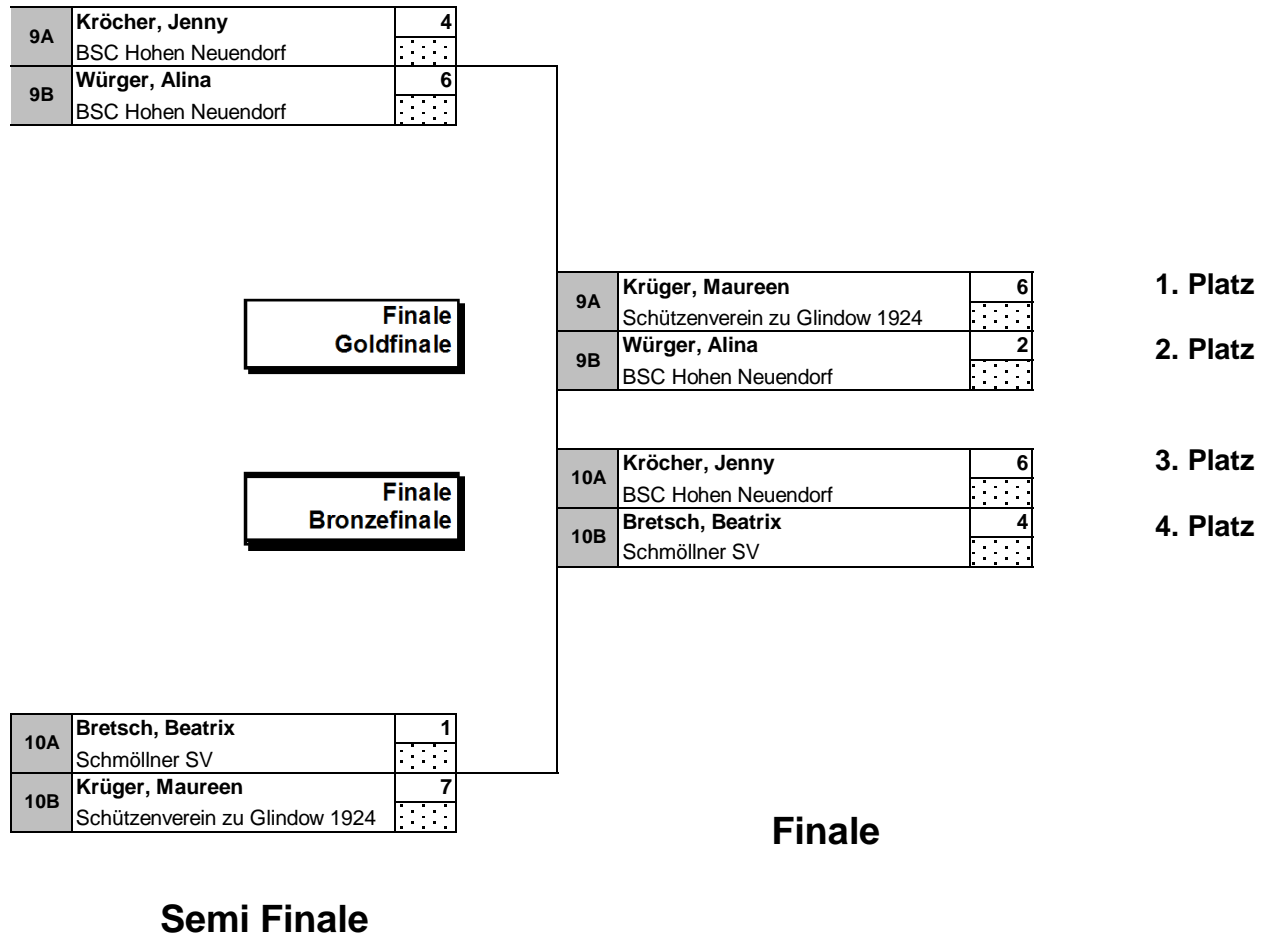 9A Kröcher, Jenny 4
BSC Hohen Neuendorf
9B Würger, Alina 6
BSC Hohen Neuendorf
Finale
Goldfinale
9A Krüger, Maureen 6 1. Platz
Schützenverein zu Glindow 1924
9B Würger, Alina 2 2. Platz
BSC Hohen Neuendorf
Finale
Bronzefinale
10A Kröcher, Jenny 6 3. Platz
BSC Hohen Neuendorf
10B Bretsch, Beatrix 4 4. Platz
Schmöllner SV
10A Bretsch, Beatrix 1
Schmöllner SV
10B Krüger, Maureen 7
Schützenverein zu Glindow 1924
Finale
Semi Finale